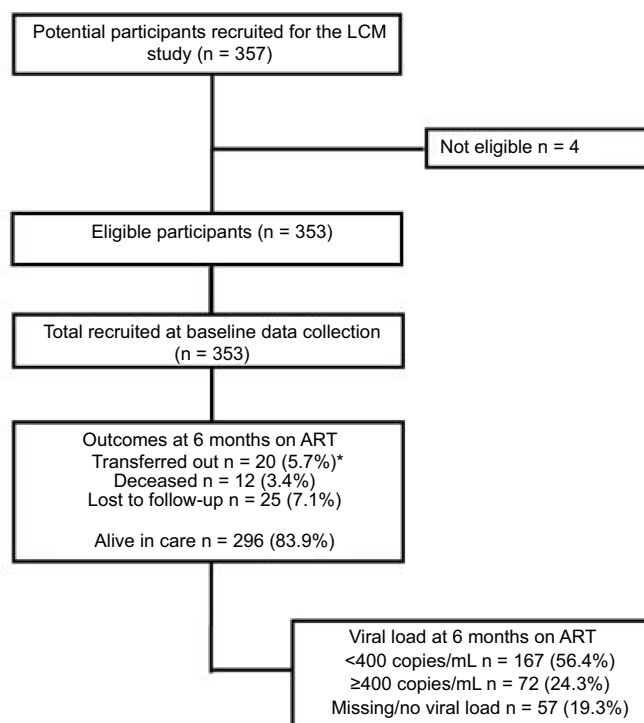 Potential participants recruited for the LCM
study (n = 357)
Not eligible n = 4
Eligible participants (n = 353)
Total recruited at baseline data collection
(n = 353)
Outcomes at 6 months on ART
Transferred out n = 20 (5.7%)*
Deceased n = 12 (3.4%)
Lost to follow-up n = 25 (7.1%)
Alive in care n = 296 (83.9%)
Viral load at 6 months on ART
<400 copies/mL n = 167 (56.4%)
≥400 copies/mL n = 72 (24.3%)
Missing/no viral load n = 57 (19.3%)